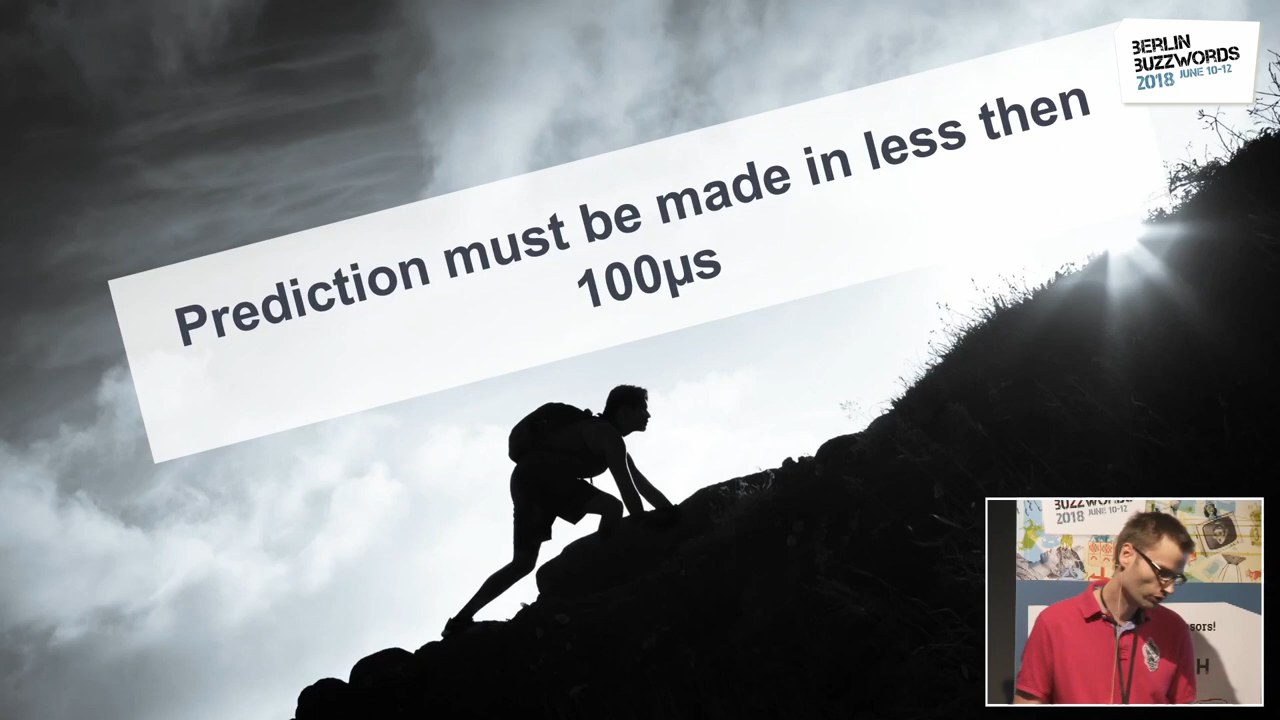 BERLIN
BUZZWORDS
2018 JUNE 10-12
Prediction must be made in less then
100µs
BUZZWORDS
2018 JUNE 10-12
sors!
H